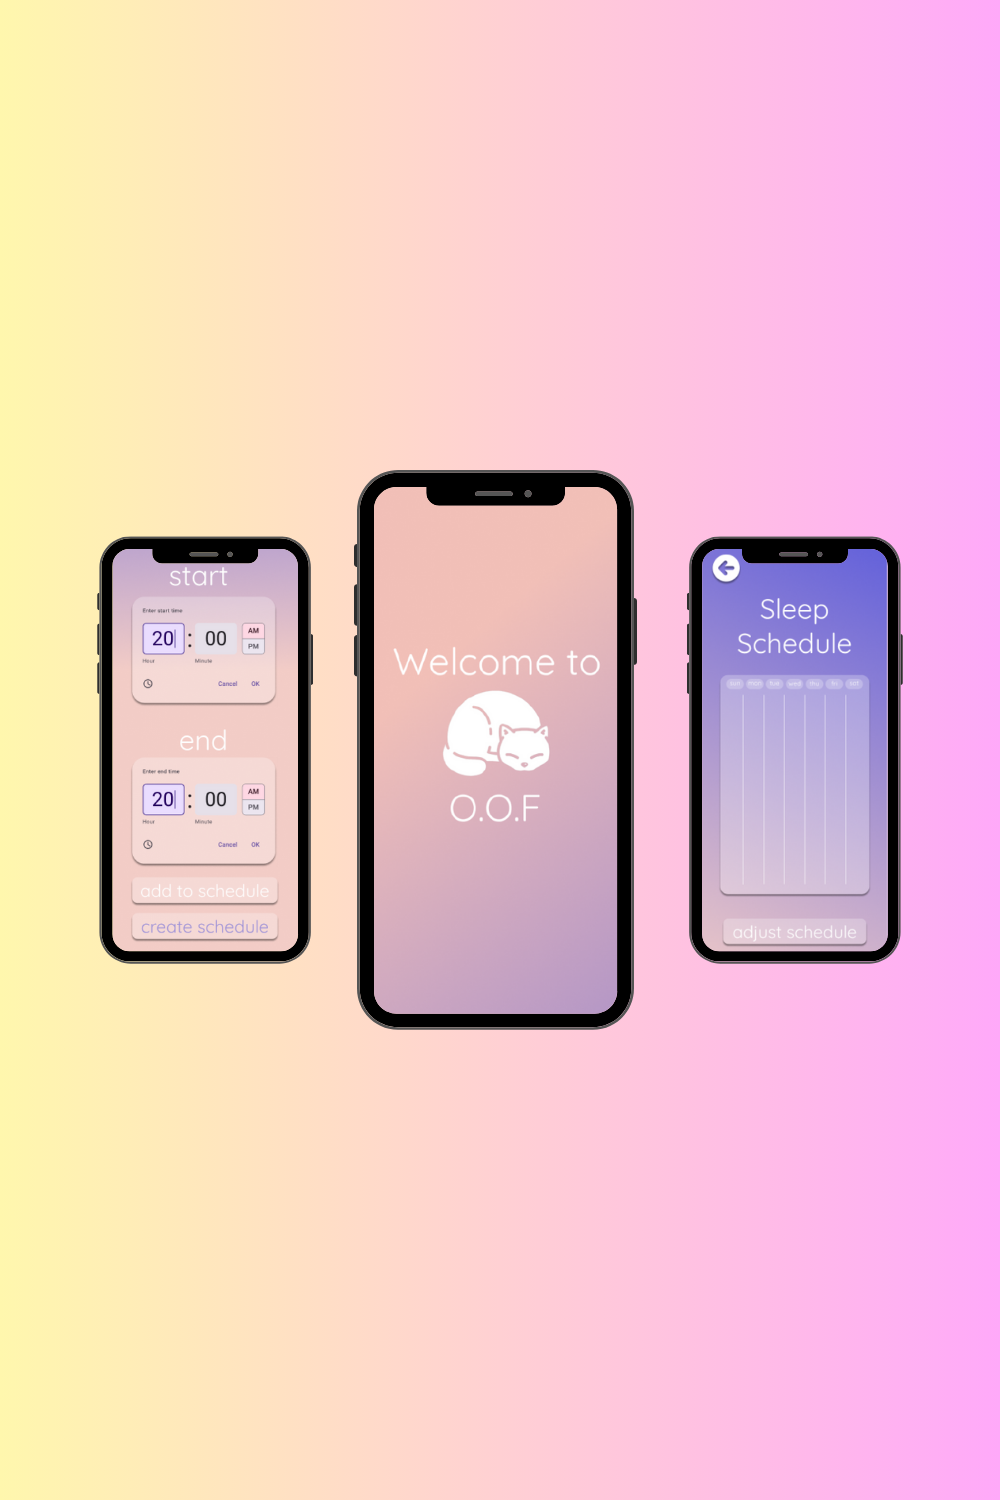 start
Enter start time
20 : 00
AM
PM
Hour
Minute
Cancel
OK
end
Enter end time
20 : 00
AM
PM
Hour
Minute
Cancel
OK
add to schedule
create schedule
Welcome to
O.O.F
Sleep
Schedule
sun mon tue wed thu fri sat
adjust schedule